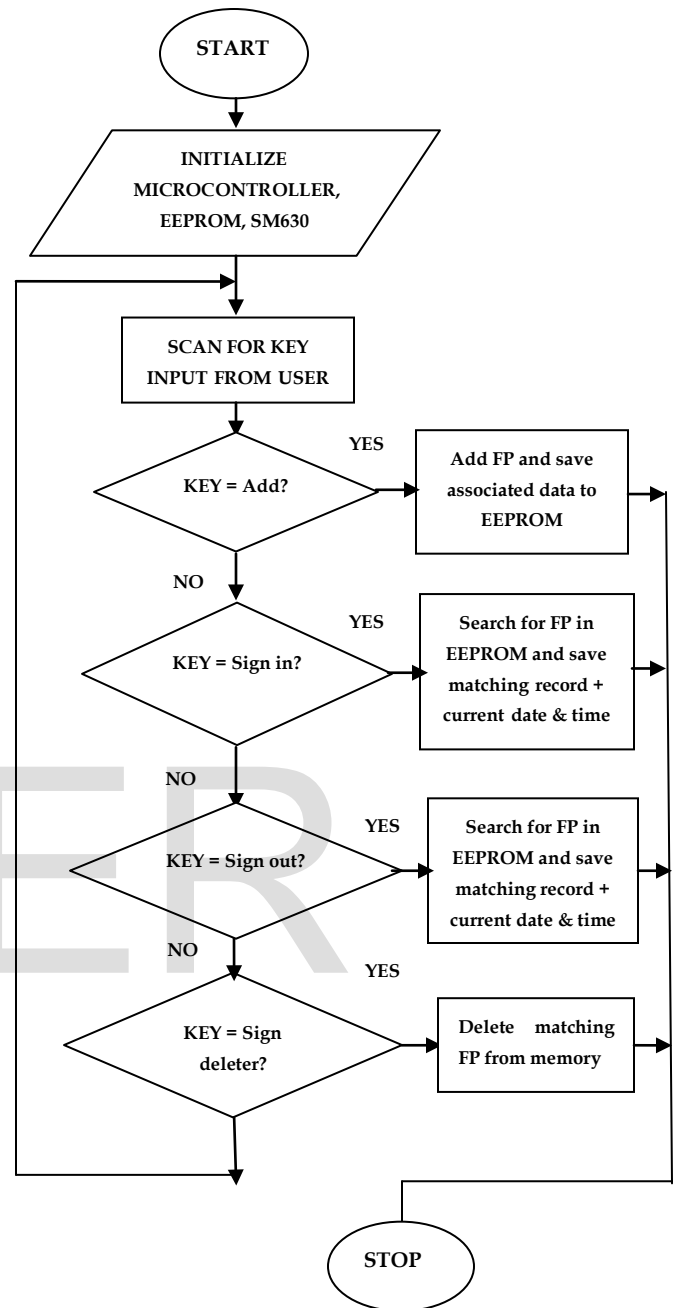 START
INITIALIZE
MICROCONTROLLER,
EEPROM, SM630
SCAN FOR KEY
INPUT FROM USER
KEY = Add?
YES
Add FP and save
associated data to
EEPROM
NO
KEY = Sign in?
YES
Search for FP in
EEPROM and save
matching record +
current date & time
NO
KEY = Sign out?
YES
Search for FP in
EEPROM and save
matching record +
current date & time
NO
KEY = Sign
deleter?
YES
Delete matching
FP from memory
STOP
ER